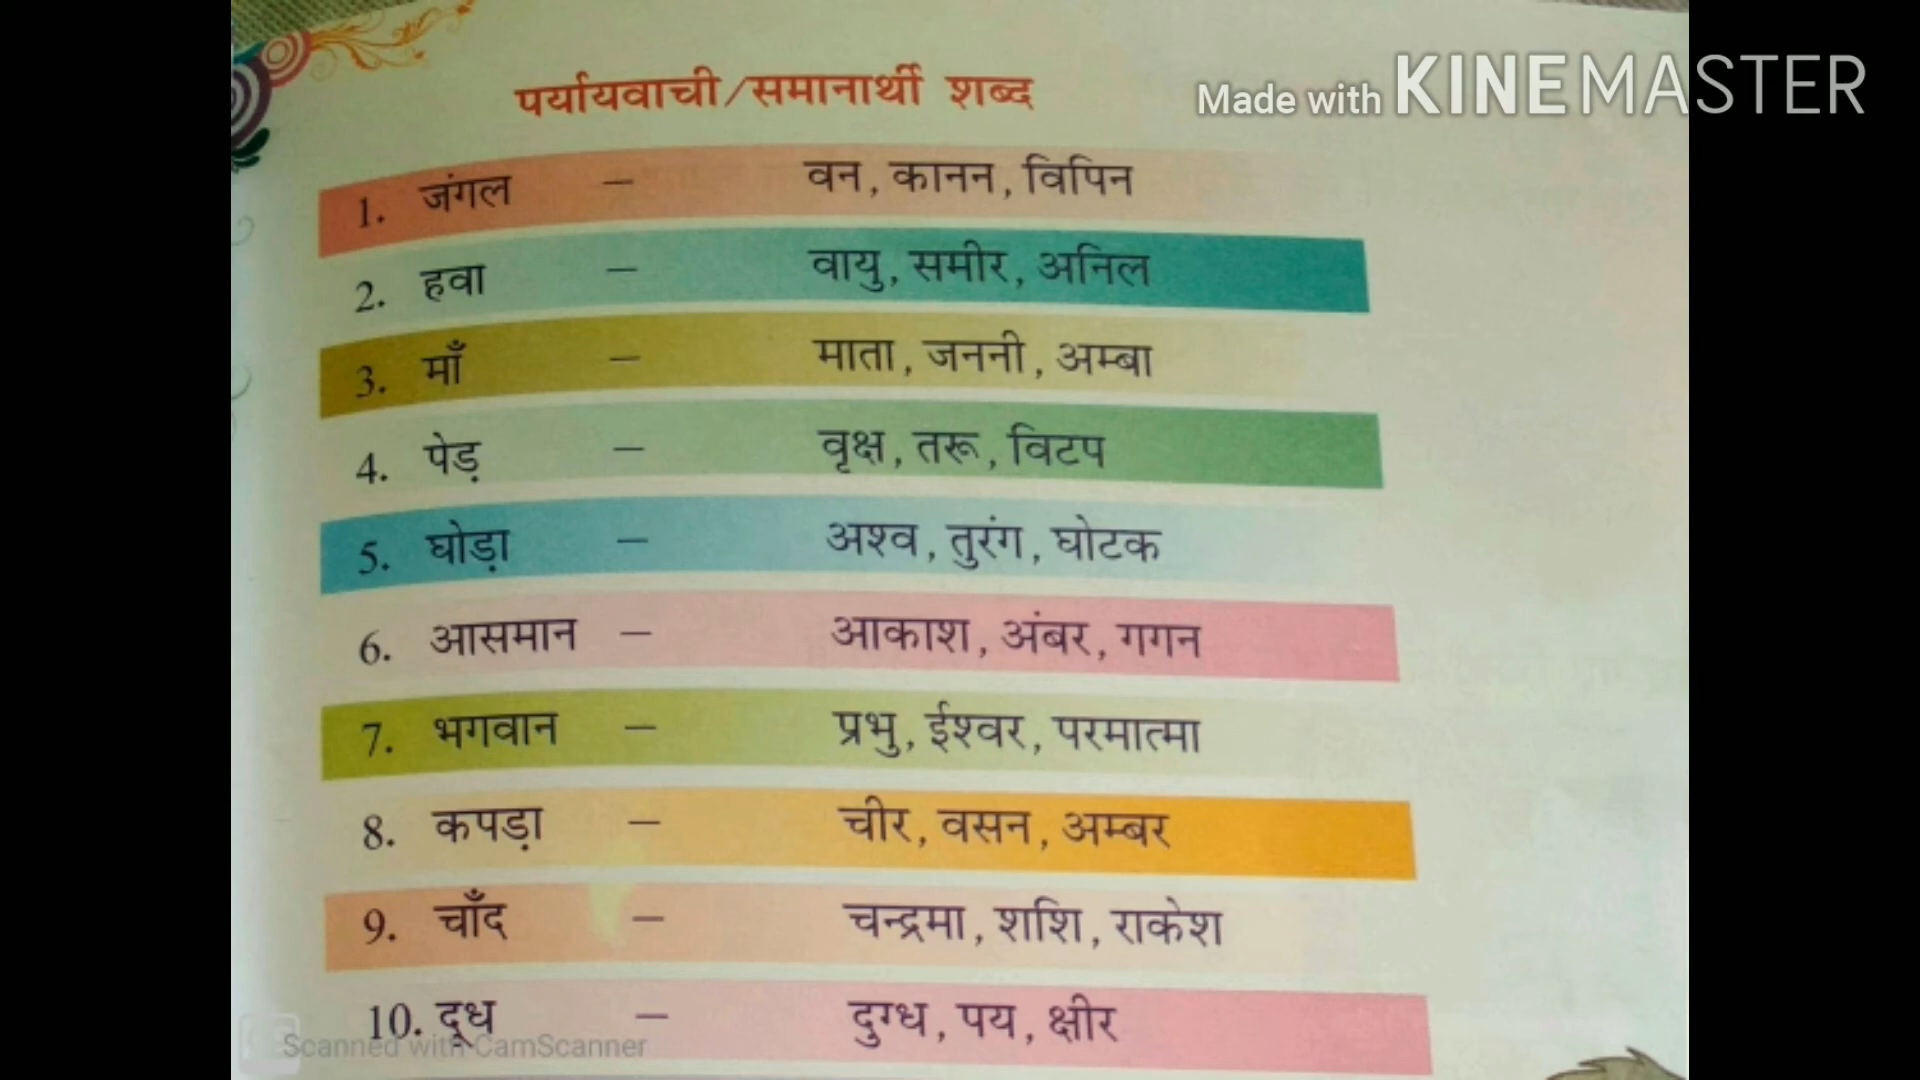 पर्यायवाची/समानार्थी शब्द
Made with KINEMASTER
1. जंगल – वन, कानन, विपिन
2. हवा – वायु, समीर, अनिल
3. माँ – माता, जननी, अम्बा
4. पेड़ – वृक्ष, तरू, विटप
5. घोड़ा – अश्व, तुरंग, घोटक
6. आसमान – आकाश, अंबर, गगन
7. भगवान – प्रभु, ईश्वर, परमात्मा
8. कपड़ा – चीर, वसन, अम्बर
9. चाँद – चन्द्रमा, शशि, राकेश
10. दूध – दुग्ध, पय, क्षीर
Scanned with CamScanner